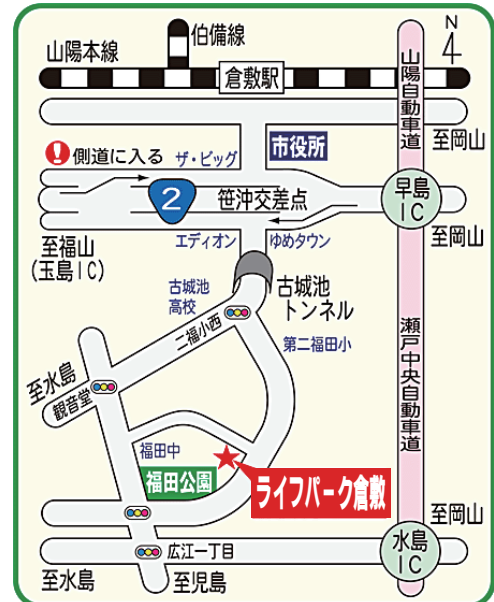 伯備線
N
山陽本線
倉敷駅
山陽自動車道
至岡山
市役所
! 側道に入る
ザ・ビッグ
2
笹沖交差点
早島
IC
至岡山
至福山
(玉島IC)
エディオン
ゆめタウン
古城池
高校
古城池
トンネル
二福小西
第二福田小
瀬戸中央自動車道
至水島
観音堂
福田中
福田公園
ライフパーク倉敷
至岡山
水島
IC
広江一丁目
至水島
至児島